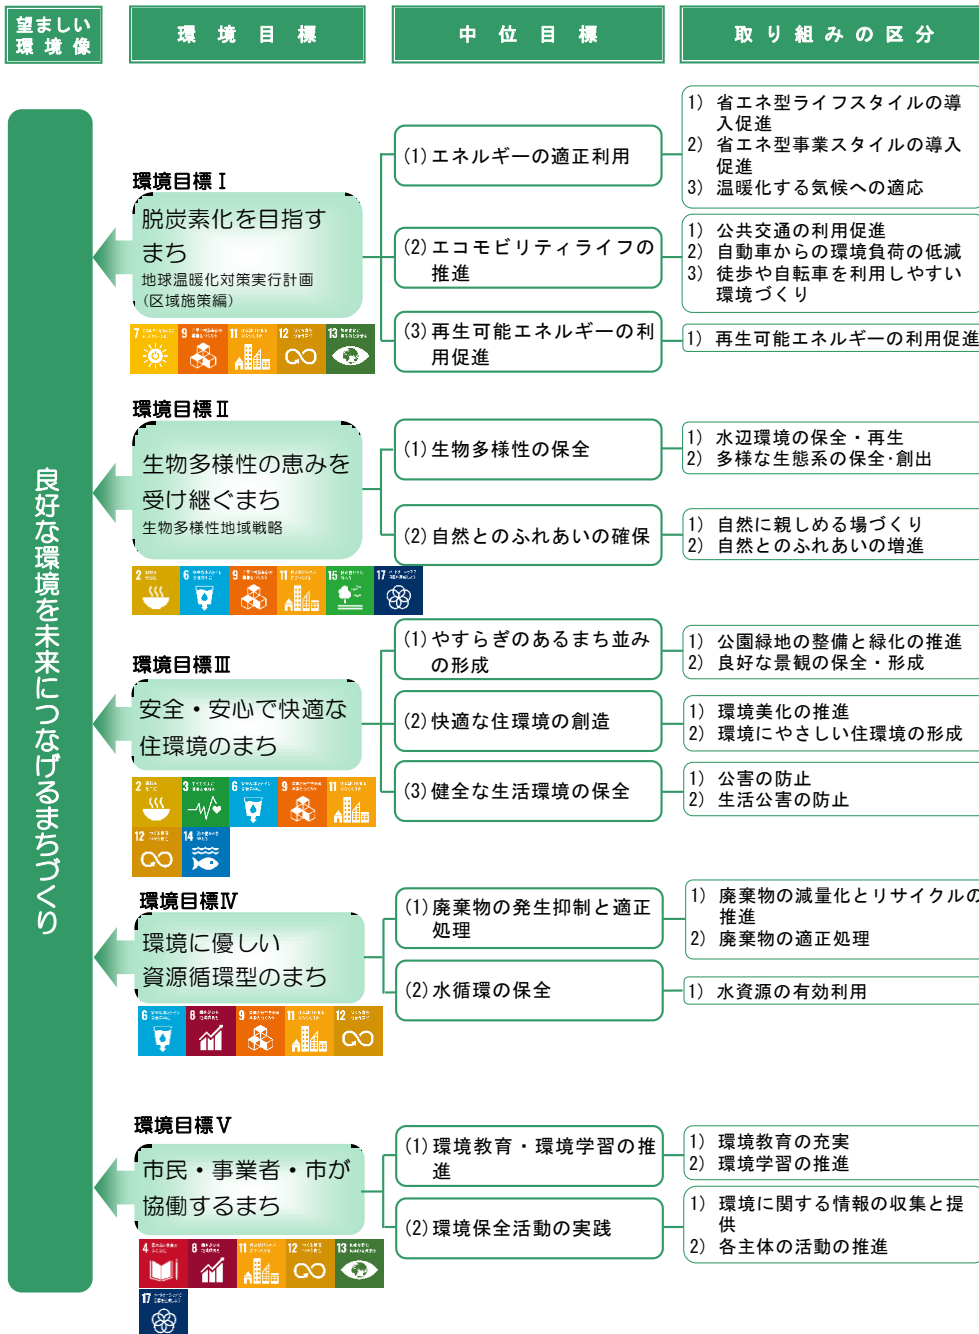 望ましい
環境像
環境目標
中位目標
取り組みの区分
良好な環境を未来につなげるまちづくり
環境目標Ⅰ
脱炭素化を目指す
まち
地球温暖化対策実行計画
（区域施策編）
7
9
11
12
13
(1)エネルギーの適正利用
1) 省エネ型ライフスタイルの導
入促進
2) 省エネ型事業スタイルの導入
促進
3) 温暖化する気候への適応
(2)エコモビリティライフの
推進
1) 公共交通の利用促進
2) 自動車からの環境負荷の低減
3) 徒歩や自転車を利用しやすい
環境づくり
(3)再生可能エネルギーの利
用促進
1) 再生可能エネルギーの利用促進
環境目標Ⅱ
生物多様性の恵みを
受け継ぐまち
生物多様性地域戦略
2
6
9
11
15
17
(1)生物多様性の保全
1) 水辺環境の保全・再生
2) 多様な生態系の保全･創出
(2)自然とのふれあいの確保
1) 自然に親しめる場づくり
2) 自然とのふれあいの増進
環境目標Ⅲ
安全・安心で快適な
住環境のまち
2
3
6
9
11
12
14
(1)やすらぎのあるまち並み
の形成
1) 公園緑地の整備と緑化の推進
2) 良好な景観の保全・形成
(2)快適な住環境の創造
1) 環境美化の推進
2) 環境にやさしい住環境の形成
(3)健全な生活環境の保全
1) 公害の防止
2) 生活公害の防止
環境目標Ⅳ
環境に優しい
資源循環型のまち
6
8
9
11
12
(1)廃棄物の発生抑制と適正
処理
1) 廃棄物の減量化とリサイクルの
推進
2) 廃棄物の適正処理
(2)水循環の保全
1) 水資源の有効利用
環境目標Ⅴ
市民・事業者・市が
協働するまち
4
8
11
12
13
17
(1)環境教育・環境学習の推
進
1) 環境教育の充実
2) 環境学習の推進
(2)環境保全活動の実践
1) 環境に関する情報の収集と提
供
2) 各主体の活動の推進